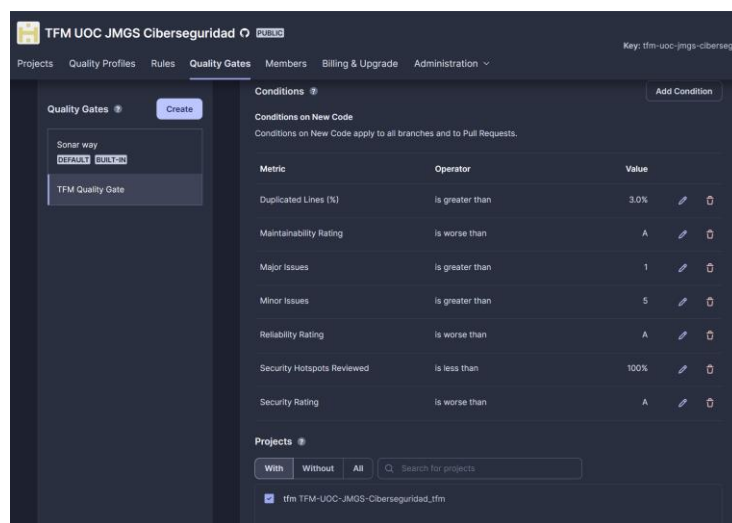 TFM UOC JMGS Ciberseguridad PUBLIC
Key: tfm-uoc-jmgs-ciberseg
Projects Quality Profiles Rules Quality Gates Members Billing & Upgrade Administration
Quality Gates ? Create
Sonar way
DEFAULT BUILT-IN
TFM Quality Gate
Conditions ? Add Condition
Conditions on New Code
Conditions on New Code apply to all branches and to Pull Requests.
Metric Operator Value
Duplicated Lines (%) is greater than 3.0%
Maintainability Rating is worse than A
Major Issues is greater than 1
Minor Issues is greater than 5
Reliability Rating is worse than A
Security Hotspots Reviewed is less than 100%
Security Rating is worse than A
Projects ?
With Without All Search for projects
tfm TFM-UOC-JMGS-Ciberseguridad_tfm